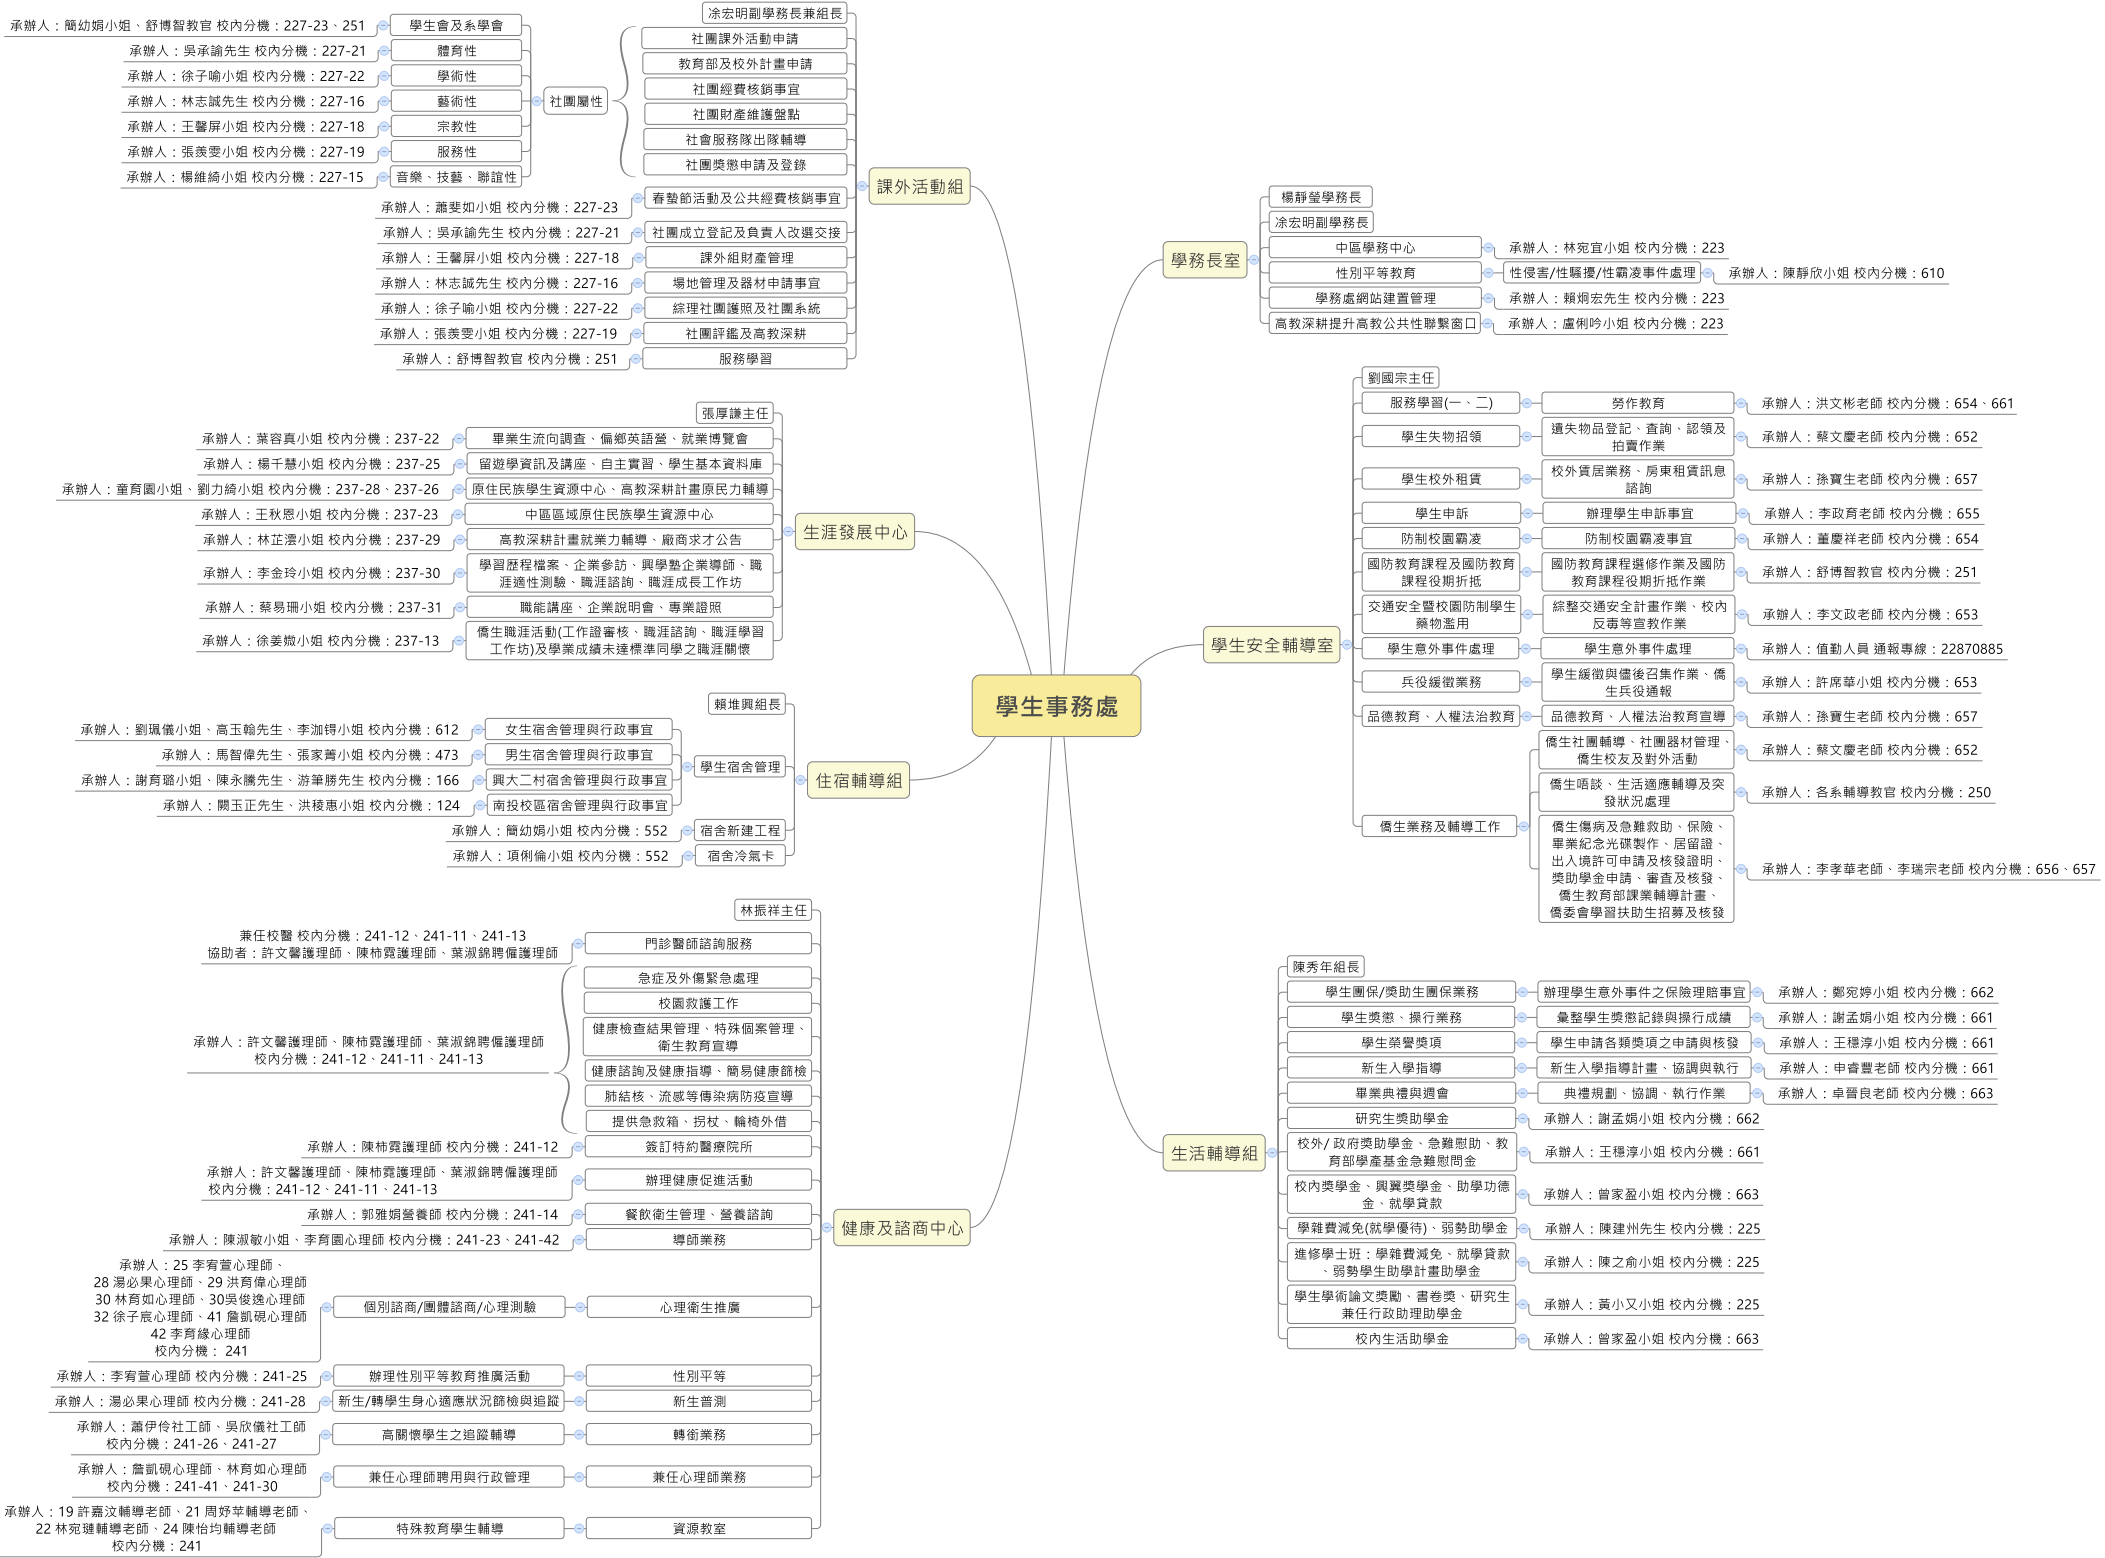 學生事務處
學務長室
楊靜瑩學務長
凃宏明副學務長
中區學務中心
承辦人：林宛宜小姐 校內分機：223
性別平等教育
性侵害/性騷擾/性霸凌事件處理
承辦人：陳靜欣小姐 校內分機：610
學務處網站建置管理
承辦人：賴炯宏先生 校內分機：223
高教深耕提升高教公共性聯繫窗口
承辦人：盧俐吟小姐 校內分機：223
學生安全輔導室
劉國宗主任
服務學習(一、二)
勞作教育
承辦人：洪文彬老師 校內分機：654、661
學生失物招領
遺失物品登記、查詢、認領及
拍賣作業
承辦人：蔡文慶老師 校內分機：652
學生校外租賃
校外賃居業務、房東租賃訊息
諮詢
承辦人：孫寶生老師 校內分機：657
學生申訴
辦理學生申訴事宜
承辦人：李政育老師 校內分機：655
防制校園霸凌
防制校園霸凌事宜
承辦人：董慶祥老師 校內分機：654
國防教育課程及國防教育
課程役期折抵
國防教育課程選修作業及國防
教育課程役期折抵作業
承辦人：舒博智教官 校內分機：251
交通安全暨校園防制學生
藥物濫用
綜整交通安全計畫作業、校內
反毒等宣教作業
承辦人：李文政老師 校內分機：653
學生意外事件處理
學生意外事件處理
承辦人：值勤人員 通報專線：22870885
兵役緩徵業務
學生緩徵與儘後召集作業、僑
生兵役通報
承辦人：許席華小姐 校內分機：653
品德教育、人權法治教育
品德教育、人權法治教育宣導
承辦人：孫寶生老師 校內分機：657
僑生業務及輔導工作
僑生社團輔導、社團器材管理、
僑生校友及對外活動
承辦人：蔡文慶老師 校內分機：652
僑生晤談、生活適應輔導及突
發狀況處理
承辦人：各系輔導教官 校內分機：250
僑生傷病及急難救助、保險、
畢業紀念光碟製作、居留證、
出入境許可申請及核發證明、
獎助學金申請、審查及核發、
僑生教育部課業輔導計畫、
僑委會學習扶助生招募及核發
承辦人：李孝華老師、李瑞宗老師 校內分機：656、657
生活輔導組
陳秀年組長
學生團保/獎助生團保業務
辦理學生意外事件之保險理賠事宜
承辦人：鄭宛婷小姐 校內分機：662
學生獎懲、操行業務
彙整學生獎懲記錄與操行成績
承辦人：謝孟娟小姐 校內分機：661
學生榮譽獎項
學生申請各類獎項之申請與核發
承辦人：王穩淳小姐 校內分機：661
新生入學指導
新生入學指導計畫、協調與執行
承辦人：申睿豐老師 校內分機：661
畢業典禮與週會
典禮規劃、協調、執行作業
承辦人：卓晉良老師 校內分機：663
研究生獎助學金
承辦人：謝孟娟小姐 校內分機：662
校外/ 政府獎助學金、急難慰助、教
育部學產基金急難慰問金
承辦人：王穩淳小姐 校內分機：661
校內獎學金、興翼獎學金、助學功德
金、就學貸款
承辦人：曾家盈小姐 校內分機：663
學雜費減免(就學優待)、弱勢助學金
承辦人：陳建州先生 校內分機：225
進修學士班：學雜費減免、就學貸款
、弱勢學生助學計畫助學金
承辦人：陳之俞小姐 校內分機：225
學生學術論文獎勵、書卷獎、研究生
兼任行政助理助學金
承辦人：黃小又小姐 校內分機：225
校內生活助學金
承辦人：曾家盈小姐 校內分機：663
課外活動組
凃宏明副學務長兼組長
社團課外活動申請
教育部及校外計畫申請
社團經費核銷事宜
社團財產維護盤點
社會服務隊出隊輔導
社團獎懲申請及登錄
社團屬性
學生會及系學會
承辦人：簡幼娟小姐、舒博智教官 校內分機：227-23、251
體育性
承辦人：吳承諭先生 校內分機：227-21
學術性
承辦人：徐子喻小姐 校內分機：227-22
藝術性
承辦人：林志誠先生 校內分機：227-16
宗教性
承辦人：王馨屏小姐 校內分機：227-18
服務性
承辦人：張羨雯小姐 校內分機：227-19
音樂、技藝、聯誼性
承辦人：楊維綺小姐 校內分機：227-15
春蟄節活動及公共經費核銷事宜
承辦人：蕭斐如小姐 校內分機：227-23
社團成立登記及負責人改選交接
承辦人：吳承諭先生 校內分機：227-21
課外組財產管理
承辦人：王馨屏小姐 校內分機：227-18
場地管理及器材申請事宜
承辦人：林志誠先生 校內分機：227-16
綜理社團護照及社團系統
承辦人：徐子喻小姐 校內分機：227-22
社團評鑑及高教深耕
承辦人：張羨雯小姐 校內分機：227-19
服務學習
承辦人：舒博智教官 校內分機：251
生涯發展中心
張厚謙主任
畢業生流向調查、偏鄉英語營、就業博覽會
承辦人：葉容真小姐 校內分機：237-22
留遊學資訊及講座、自主實習、學生基本資料庫
承辦人：楊千慧小姐 校內分機：237-25
原住民族學生資源中心、高教深耕計畫原民力輔導
承辦人：童育園小姐、劉力綺小姐 校內分機：237-28、237-26
中區區域原住民族學生資源中心
承辦人：王秋恩小姐 校內分機：237-23
高教深耕計畫就業力輔導、廠商求才公告
承辦人：林芷澐小姐 校內分機：237-29
學習歷程檔案、企業參訪、興學塾企業導師、職
涯適性測驗、職涯諮詢、職涯成長工作坊
承辦人：李金玲小姐 校內分機：237-30
職能講座、企業說明會、專業證照
承辦人：蔡易珊小姐 校內分機：237-31
僑生職涯活動(工作證審核、職涯諮詢、職涯學習
工作坊)及學業成績未達標準同學之職涯關懷
承辦人：徐姜媺小姐 校內分機：237-13
住宿輔導組
賴堆興組長
學生宿舍管理
女生宿舍管理與行政事宜
承辦人：劉珮儀小姐、高玉翰先生、李泇锝小姐 校內分機：612
男生宿舍管理與行政事宜
承辦人：馬智偉先生、張家菁小姐 校內分機：473
興大二村宿舍管理與行政事宜
承辦人：謝育璐小姐、陳永騰先生、游筆勝先生 校內分機：166
南投校區宿舍管理與行政事宜
承辦人：闕玉正先生、洪稜惠小姐 校內分機：124
宿舍新建工程
承辦人：簡幼娟小姐 校內分機：552
宿舍冷氣卡
承辦人：項俐倫小姐 校內分機：552
健康及諮商中心
林振祥主任
門診醫師諮詢服務
兼任校醫 校內分機：241-12、241-11、241-13
協助者：許文馨護理師、陳柿霓護理師、葉淑錦聘僱護理師
急症及外傷緊急處理
校園救護工作
健康檢查結果管理、特殊個案管理、
衛生教育宣導
健康諮詢及健康指導、簡易健康篩檢
肺結核、流感等傳染病防疫宣導
提供急救箱、拐杖、輪椅外借
承辦人：許文馨護理師、陳柿霓護理師、葉淑錦聘僱護理師
校內分機：241-12、241-11、241-13
簽訂特約醫療院所
承辦人：陳柿霓護理師 校內分機：241-12
辦理健康促進活動
承辦人：許文馨護理師、陳柿霓護理師、葉淑錦聘僱護理師
校內分機：241-12、241-11、241-13
餐飲衛生管理、營養諮詢
承辦人：郭雅娟營養師 校內分機：241-14
導師業務
承辦人：陳淑敏小姐、李育園心理師 校內分機：241-23、241-42
心理衛生推廣
個別諮商/團體諮商/心理測驗
承辦人：25 李宥萱心理師、
28 湯必果心理師、29 洪育偉心理師
30 林育如心理師、30吳俊逸心理師
32 徐子宸心理師、41 詹凱硯心理師
42 李育緣心理師
校內分機： 241
性別平等
辦理性別平等教育推廣活動
承辦人：李宥萱心理師 校內分機：241-25
新生普測
新生/轉學生身心適應狀況篩檢與追蹤
承辦人：湯必果心理師 校內分機：241-28
轉銜業務
高關懷學生之追蹤輔導
承辦人：蕭伊伶社工師、吳欣儀社工師
校內分機：241-26、241-27
兼任心理師業務
兼任心理師聘用與行政管理
承辦人：詹凱硯心理師、林育如心理師
校內分機：241-41、241-30
資源教室
特殊教育學生輔導
承辦人：19 許嘉汶輔導老師、21 周妤苹輔導老師、
22 林宛璉輔導老師、24 陳怡均輔導老師
校內分機：241